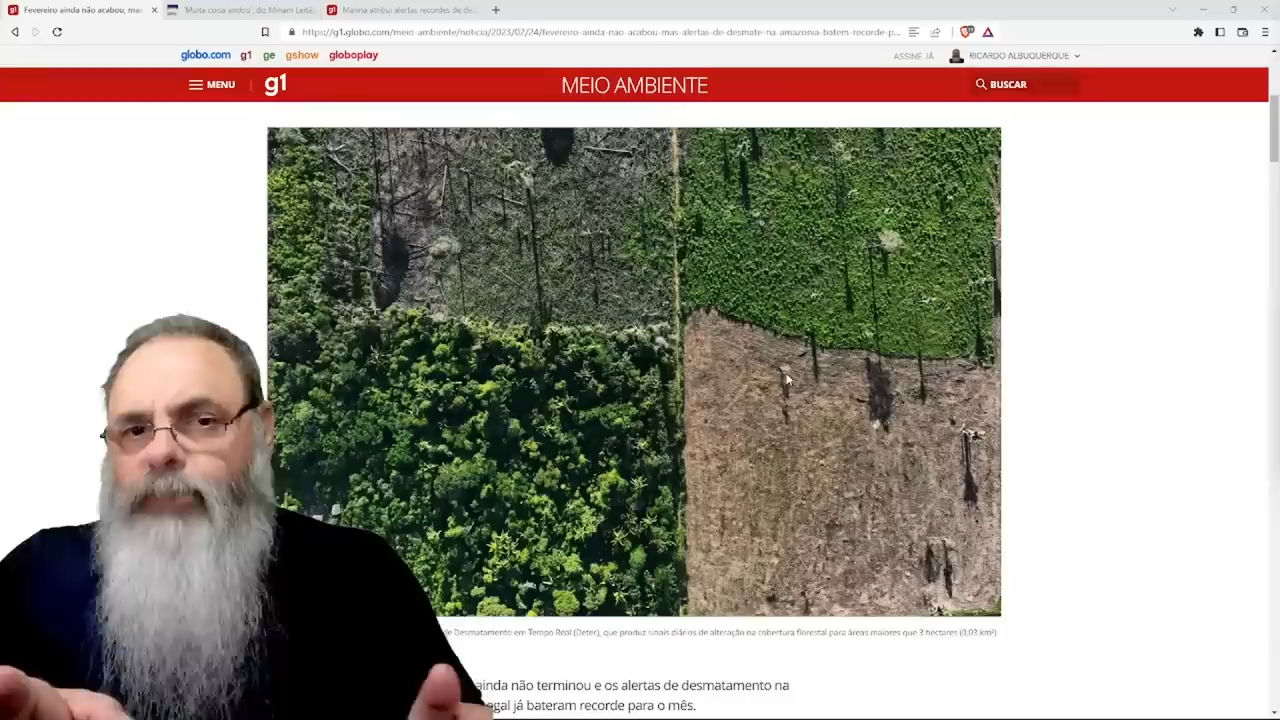 Fevereiro ainda não acabou, mas
"Muita coisa andou", diz Miriam Leitão
Marina atribui alertas recordes de de
https://g1.globo.com/meio-ambiente/noticia/2023/02/24/fevereiro-ainda-nao-acabou-mas-alertas-de-desmate-na-amazonia-batem-recorde-p...
globo.com g1 ge gshow globoplay
ASSINE JÁ
RICARDO ALBUQUERQUE
MENU
g1
MEIO AMBIENTE
BUSCAR
e Desmatamento em Tempo Real (Deter), que produz sinais diários de alteração na cobertura florestal para áreas maiores que 3 hectares (0,03 km²)
ainda não terminou e os alertas de desmatamento na
egal já bateram recorde para o mês.